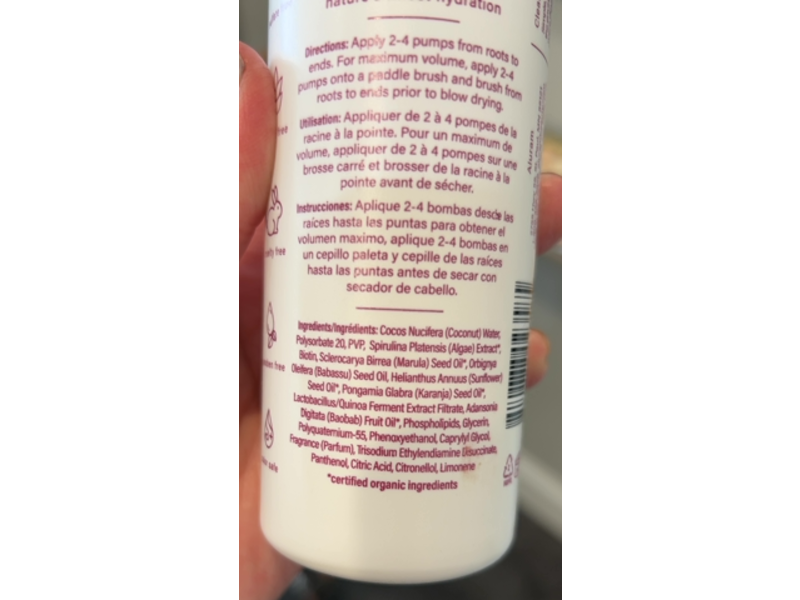 hydration
Directions: Apply 2-4 pumps from roots to
ends. For maximum volume, apply 2-4
pumps onto a paddle brush and brush from
roots to ends prior to blow drying.
Utilisation: Appliquer de 2 à 4 pompes de la
racine à la pointe. Pour un maximum de
volume, appliquer de 2 à 4 pompes sur une
brosse carré et brosser de la racine à la
pointe avant de sécher.
Instrucciones: Aplique 2-4 bombas desde las
raíces hasta las puntas para obtener el
volumen maximo, aplique 2-4 bombas en
un cepillo paleta y cepille de las raíces
hasta las puntas antes de secar con
secador de cabello.
Ingredients/Ingrédients: Cocos Nucifera (Coconut) Water,
Polysorbate 20, PVP, Spirulina Platensis (Algae) Extract*,
Biotin, Sclerocarya Birrea (Marula) Seed Oil*, Orbignya
Oleifera (Babassu) Seed Oil, Helianthus Annuus (Sunflower)
Seed Oil*, Pongamia Glabra (Karanja) Seed Oil*,
Lactobacillus/Quinoa Ferment Extract Filtrate, Adansonia
Digitata (Baobab) Fruit Oil*, Phospholipids, Glycerin,
Polyquaternium-55, Phenoxyethanol, Caprylyl Glycol,
Fragrance (Parfum), Trisodium Ethylendiamine Disuccinate,
Panthenol, Citric Acid, Citronellol, Limonene
*certified organic ingredients
free
free
free
safe